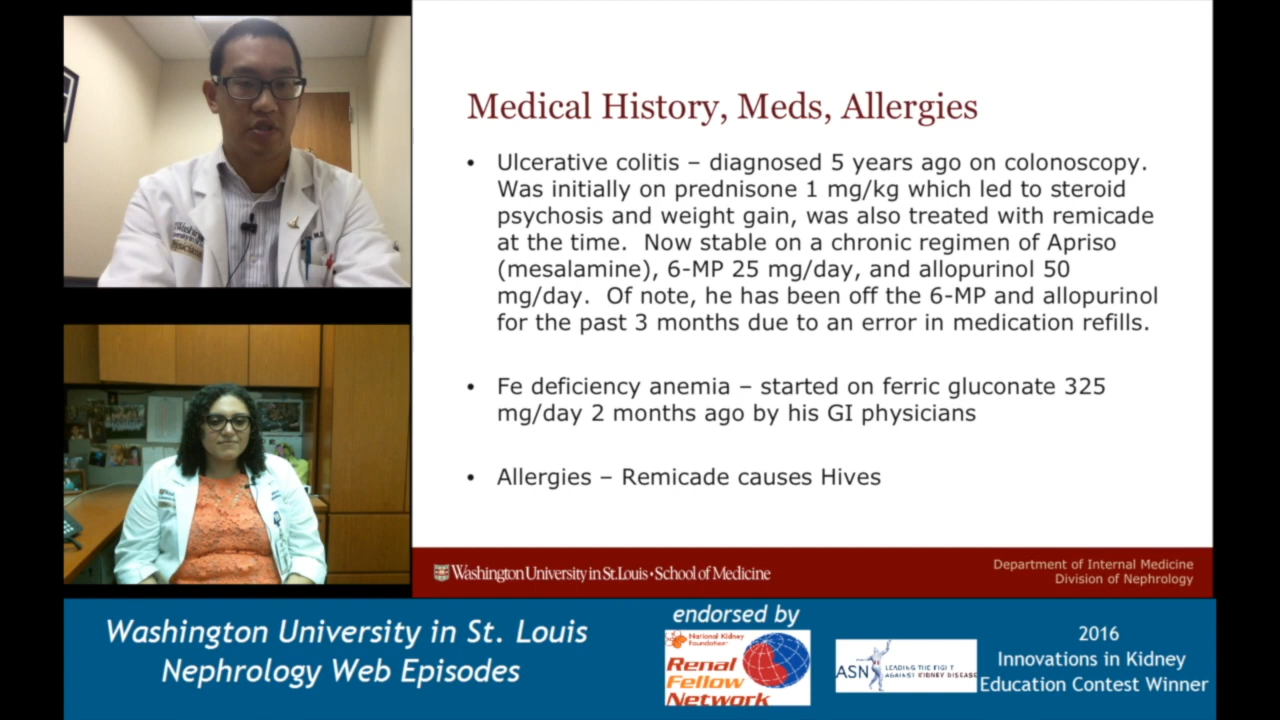 Medical History, Meds, Allergies
• Ulcerative colitis – diagnosed 5 years ago on colonoscopy.
Was initially on prednisone 1 mg/kg which led to steroid
psychosis and weight gain, was also treated with remicade
at the time.  Now stable on a chronic regimen of Apriso
(mesalamine), 6-MP 25 mg/day, and allopurinol 50
mg/day.  Of note, he has been off the 6-MP and allopurinol
for the past 3 months due to an error in medication refills.
• Fe deficiency anemia – started on ferric gluconate 325
mg/day 2 months ago by his GI physicians
• Allergies – Remicade causes Hives
Washington University in St. Louis • School of Medicine
Department of Internal Medicine
Division of Nephrology
Washington University in St. Louis
Nephrology Web Episodes
endorsed by
National Kidney
Foundation
Renal
Fellow
Network
ASN
LEADING THE FIGHT
AGAINST KIDNEY DISEASE
2016
Innovations in Kidney
Education Contest Winner